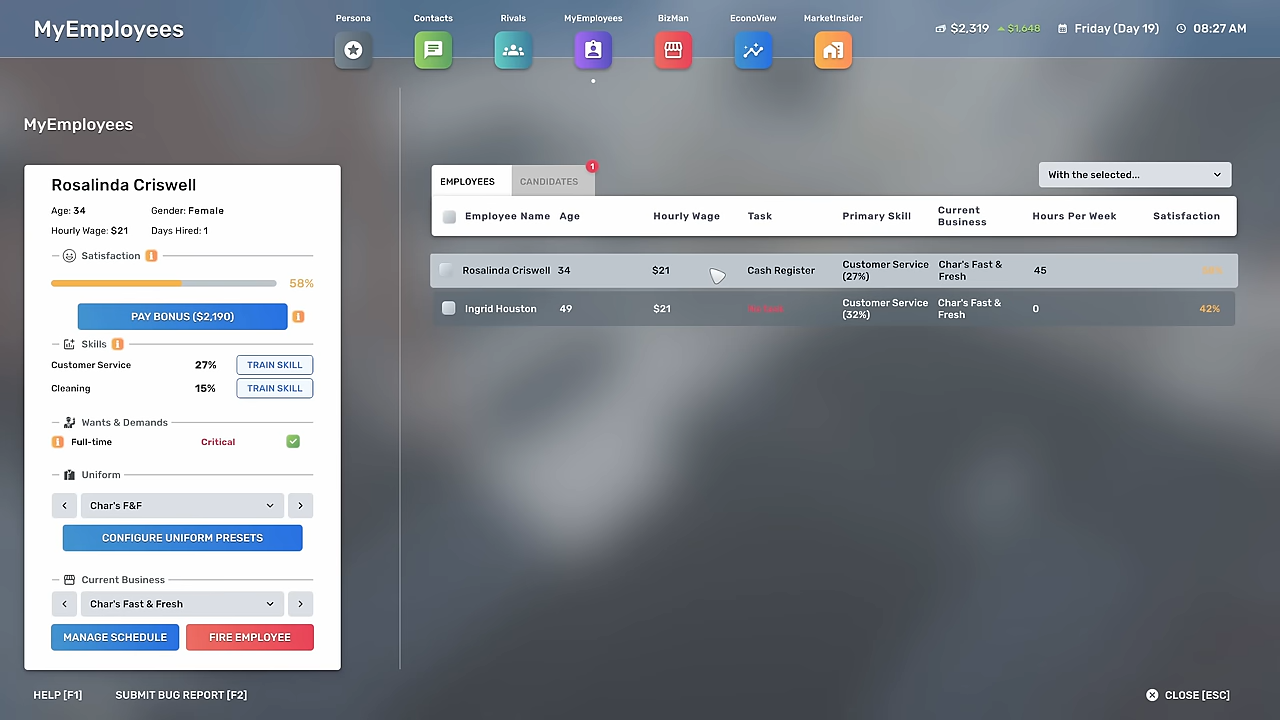 MyEmployees
Persona
Contacts
Rivals
MyEmployees
BizMan
EconoView
MarketInsider
$2,319
$1,648
Friday (Day 19)
08:27 AM
MyEmployees
Rosalinda Criswell
Age: 34
Gender: Female
Hourly Wage: $21
Days Hired: 1
Satisfaction
58%
PAY BONUS ($2,190)
Skills
Customer Service 27% TRAIN SKILL
Cleaning 15% TRAIN SKILL
Wants & Demands
Full-time Critical
Uniform
Char's F&F
CONFIGURE UNIFORM PRESETS
Current Business
Char's Fast & Fresh
MANAGE SCHEDULE
FIRE EMPLOYEE
EMPLOYEES
CANDIDATES
1
With the selected...
Employee Name
Age
Hourly Wage
Task
Primary Skill
Current
Business
Hours Per Week
Satisfaction
Rosalinda Criswell
34
$21
Cash Register
Customer Service
(27%)
Char's Fast &
Fresh
45
Ingrid Houston
49
$21
Customer Service
(32%)
Char's Fast &
Fresh
0
42%
HELP [F1]
SUBMIT BUG REPORT [F2]
CLOSE [ESC]